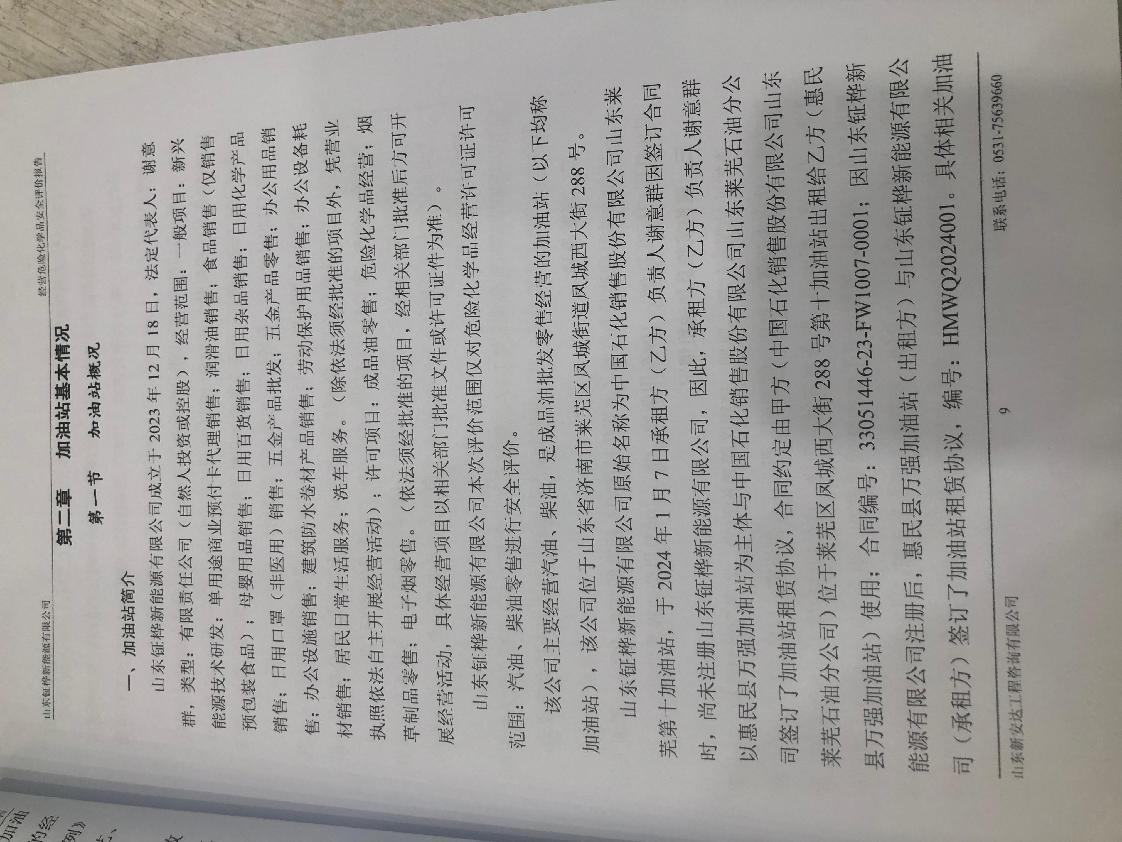 山东钲桦新能源有限公司
经营危险化学品安全评价报告
第二章 加油站基本情况
第一节 加油站概况
一、加油站简介
山东钲桦新能源有限公司成立于 2023 年 12 月 18 日，法定代表人：谢意
群，类型：有限责任公司（自然人投资或控股），经营范围：一般项目：新兴
能源技术研发；单用途商业预付卡代理销售；润滑油销售；食品销售（仅销售
预包装食品）；母婴用品销售；日用百货销售；日用杂品销售；日用化学产品
销售；日用口罩（非医用）销售；五金产品批发；五金产品零售；办公用品销
售；办公设施销售；建筑防水卷材产品销售；劳动保护用品销售；办公设备耗
材销售；居民日常生活服务；洗车服务。（除依法须经批准的项目外，凭营业
执照依法自主开展经营活动）；许可项目：成品油零售；危险化学品经营；烟
草制品零售；电子烟零售。（依法须经批准的项目，经相关部门批准后方可开
展经营活动，具体经营项目以相关部门批准文件或许可证件为准）。
山东钲桦新能源有限公司本次评价范围仅对危险化学品经营许可证许可
范围：汽油、柴油零售进行安全评价。
该公司主要经营汽油、柴油，是成品油批发零售经营的加油站（以下均称
加油站），该公司位于山东省济南市莱芜区凤城街道凤城西大街 288 号。
山东钲桦新能源有限公司原始名称为中国石化销售股份有限公司山东莱
芜第十加油站，于 2024 年 1 月 7 日承租方（乙方）负责人谢意群因签订合同
时，尚未注册山东钲桦新能源有限公司，因此，承租方（乙方）负责人谢意群
以惠民县万强加油站为主体与中国石化销售股份有限公司山东莱芜石油分公
司签订了加油站租赁协议，合同约定由甲方（中国石化销售股份有限公司山东
莱芜石油分公司）位于莱芜区凤城西大街 288 号第十加油站出租给乙方（惠民
县万强加油站）使用；合同编号：33051446-23-FW1007-0001；因山东钲桦新
能源有限公司注册后，惠民县万强加油站（出租方）与山东钲桦新能源有限公
司（承租方）签订了加油站租赁协议，编号：HMWQ2024001。具体相关加油
山东新安达工程咨询有限公司
9
联系电话：0531-75639660
加油
的经
例》